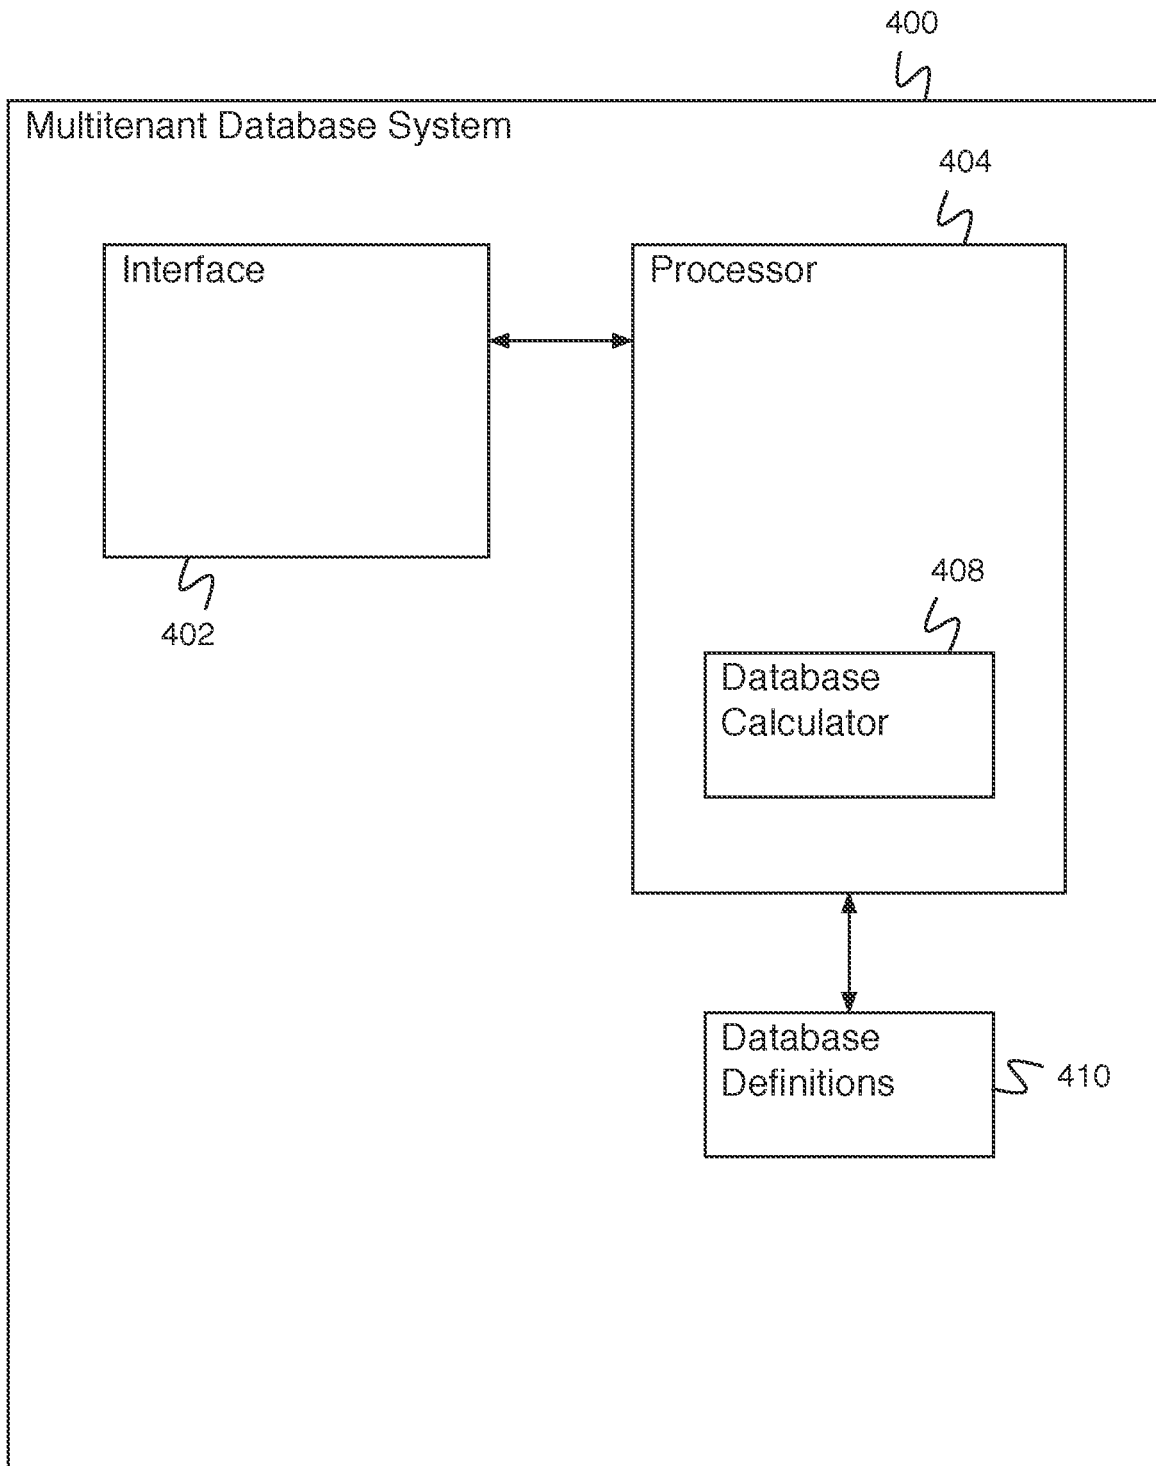 400
Multitenant Database System
404
Interface
Processor
402
408
Database
Calculator
Database
Definitions
410